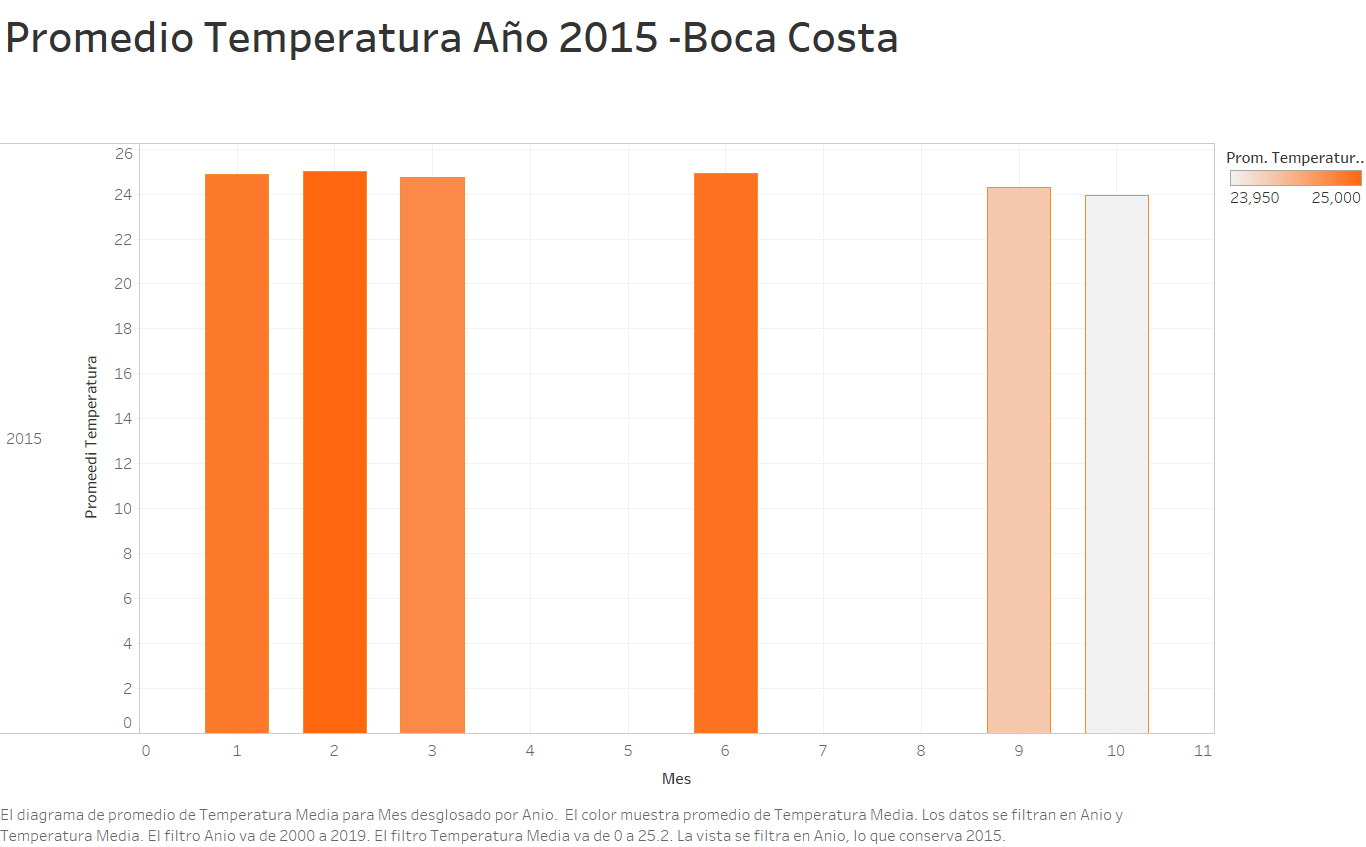 Promedio Temperatura Año 2015 -Boca Costa
Prom. Temperatur..
23,950 25,000
26
24
22
20
18
16
14
12
10
8
6
4
2
0
Promeedi Temperatura
2015
0 1 2 3 4 5 6 7 8 9 10 11
Mes
El diagrama de promedio de Temperatura Media para Mes desglosado por Anio.  El color muestra promedio de Temperatura Media. Los datos se filtran en Anio y
Temperatura Media. El filtro Anio va de 2000 a 2019. El filtro Temperatura Media va de 0 a 25.2. La vista se filtra en Anio, lo que conserva 2015.